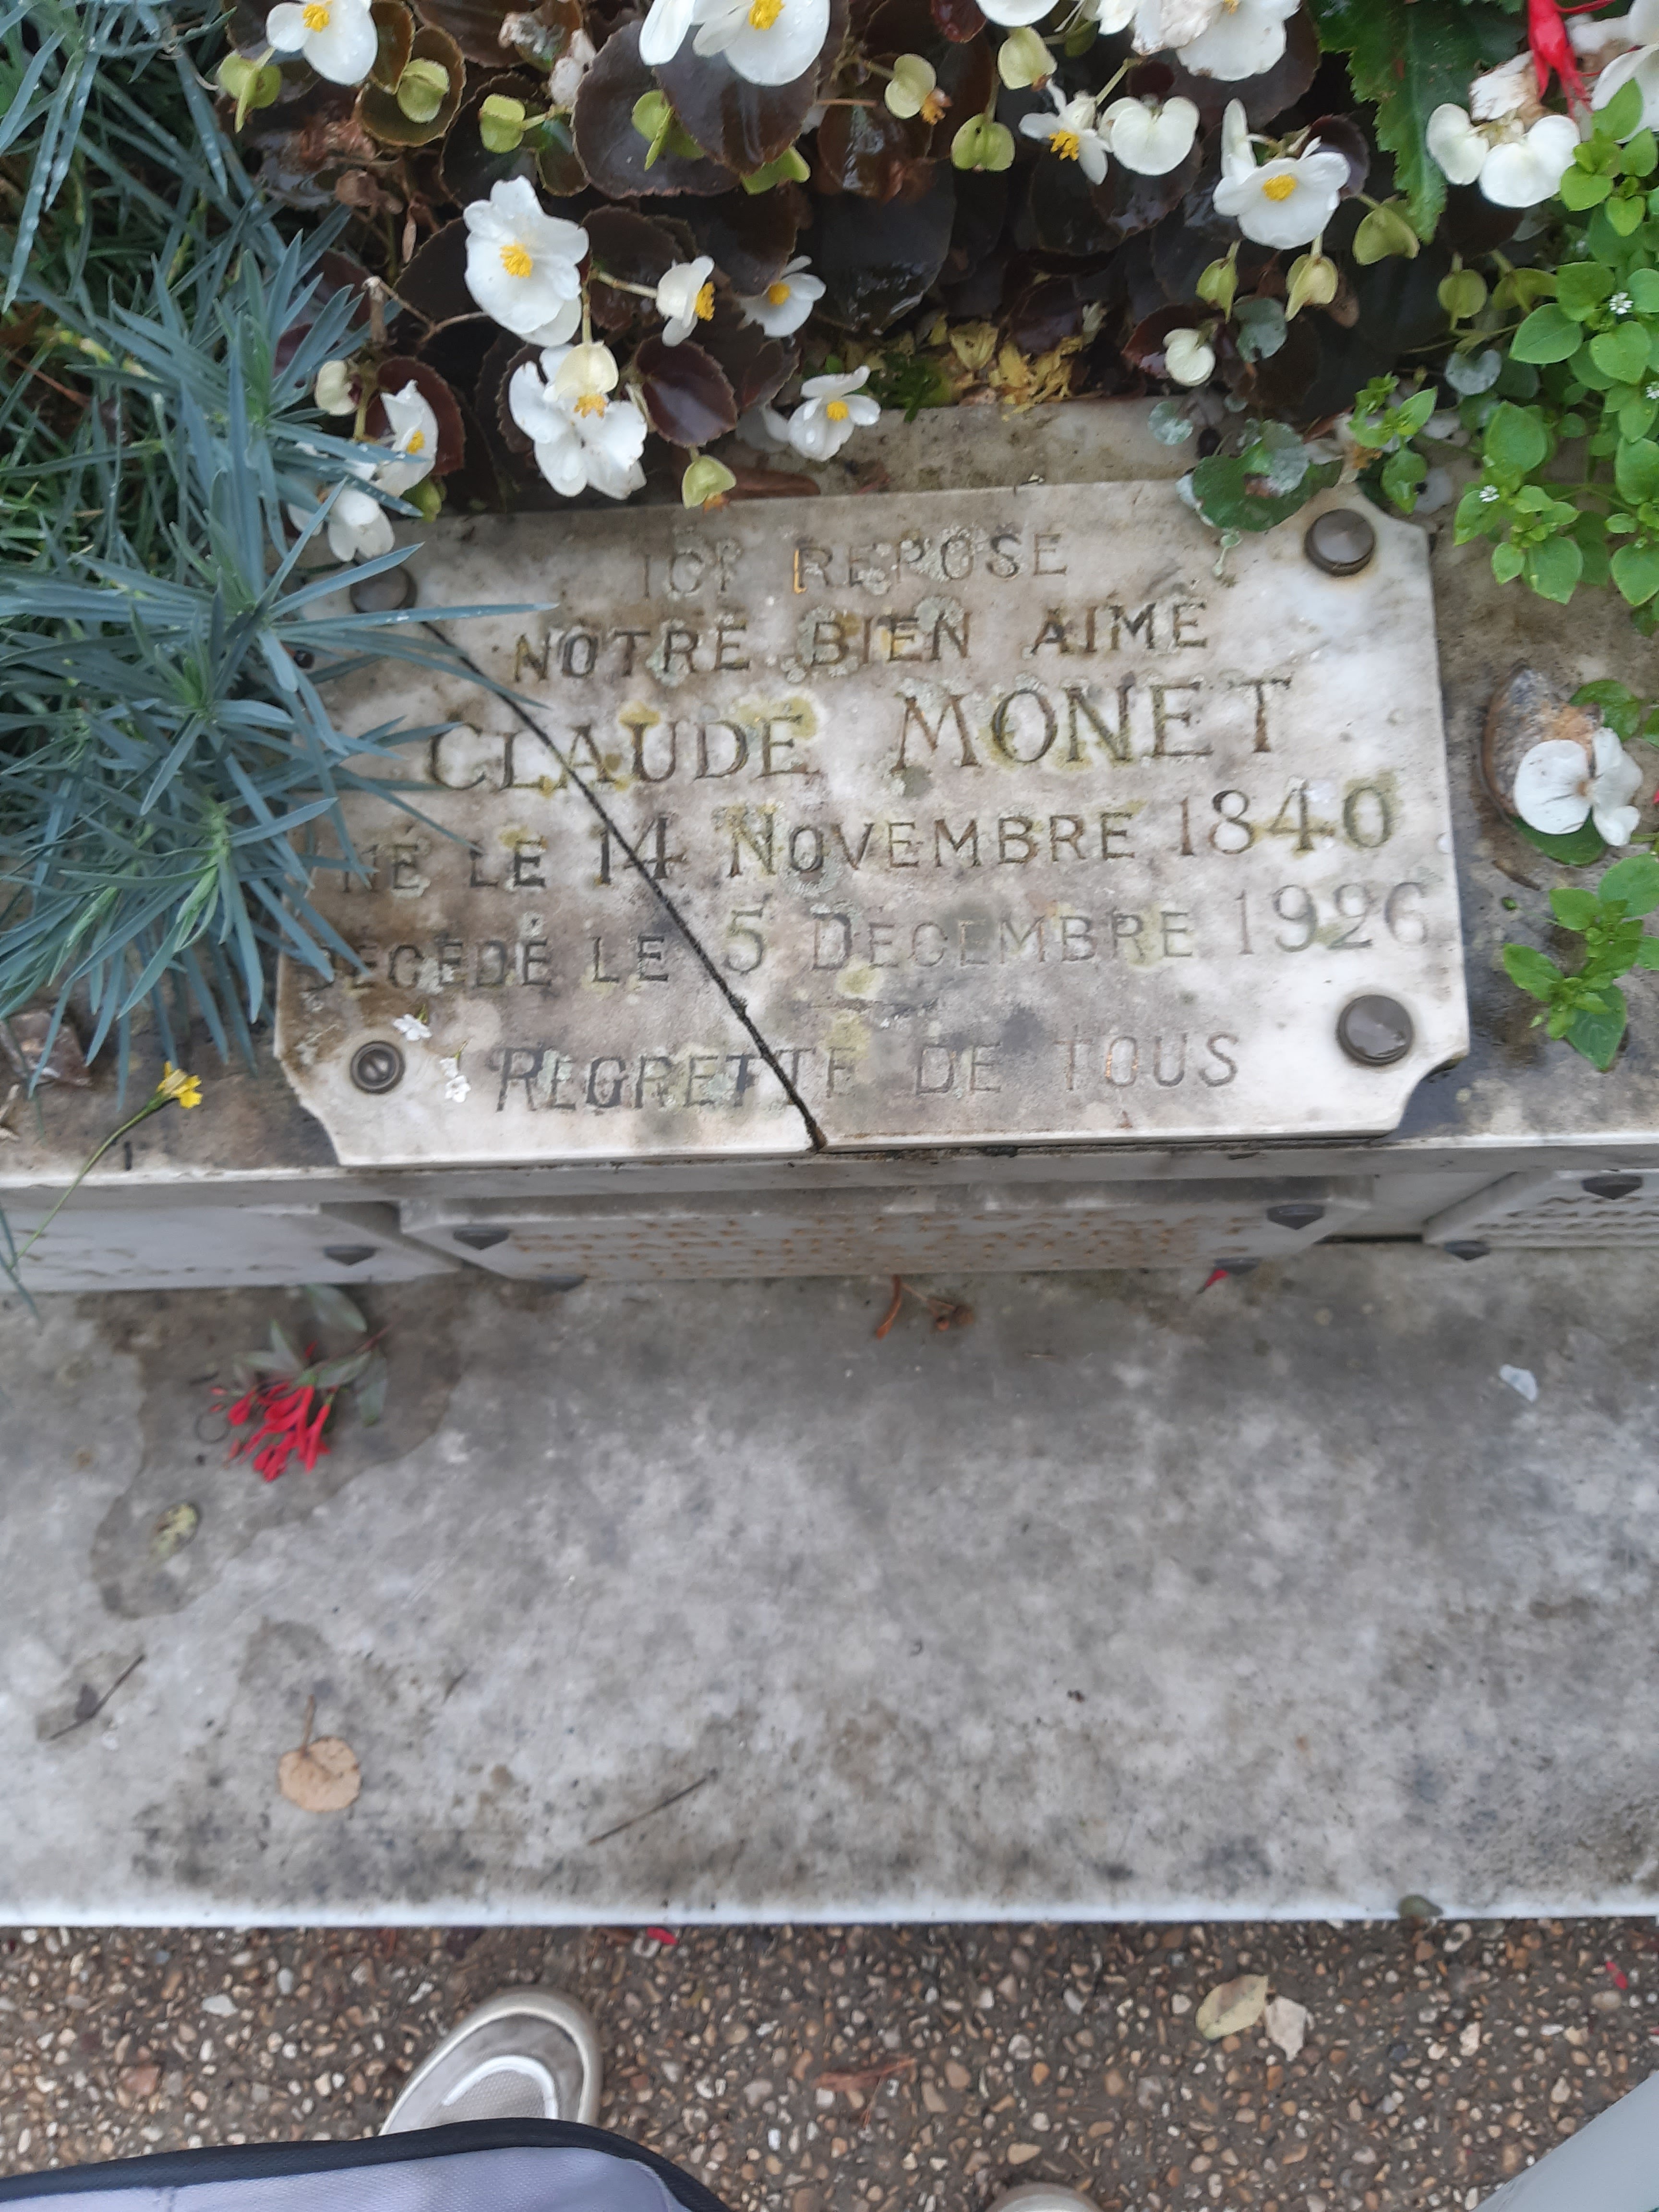 ICI REPOSE
NOTRE BIEN AIMÉ
CLAUDE MONET
NÉ LE 14 NOVEMBRE 1840
DÉCÉDÉ LE 5 DÉCEMBRE 1926
REGRETTÉ DE TOUS